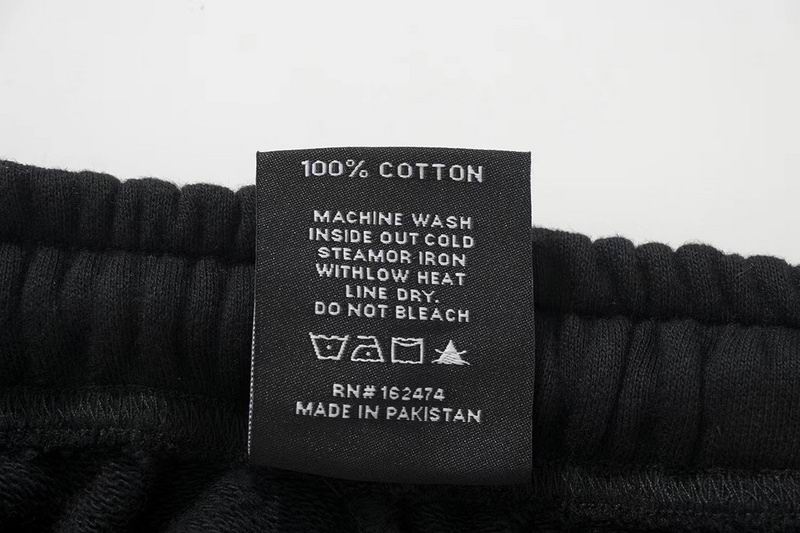 100% COTTON
MACHINE WASH
INSIDE OUT COLD
STEAMOR IRON
WITHLOW HEAT
LINE DRY.
DO NOT BLEACH
RN# 162474
MADE IN PAKISTAN